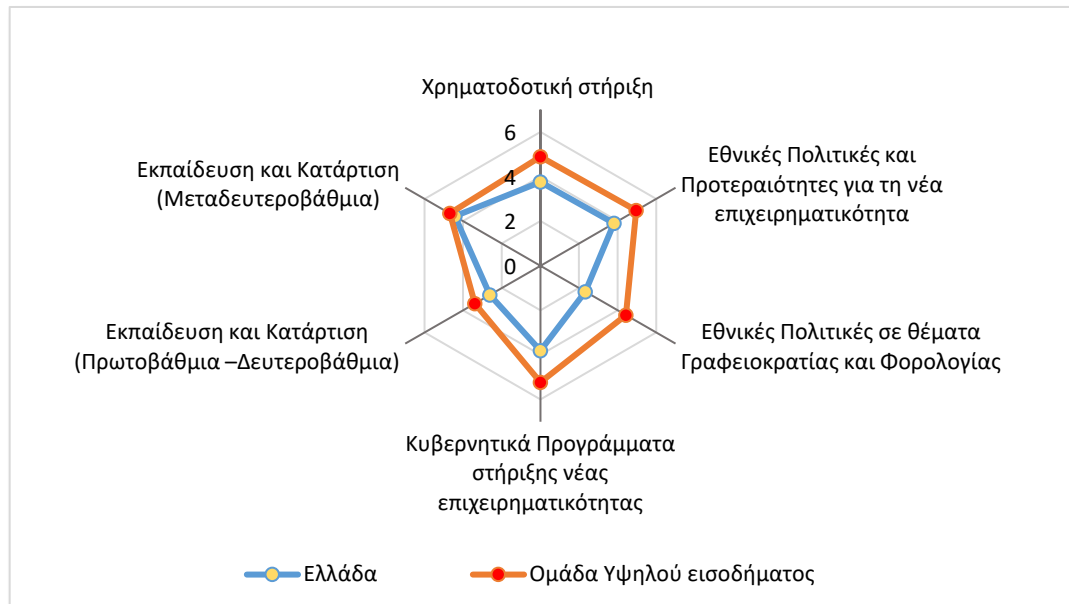 Χρηματοδοτική στήριξη
6
4
2
0
Εθνικές Πολιτικές και
Προτεραιότητες για τη νέα
επιχειρηματικότητα
Εθνικές Πολιτικές σε θέματα
Γραφειοκρατίας και Φορολογίας
Κυβερνητικά Προγράμματα
στήριξης νέας
επιχειρηματικότητας
Εκπαίδευση και Κατάρτιση
(Πρωτοβάθμια –Δευτεροβάθμια)
Εκπαίδευση και Κατάρτιση
(Μεταδευτεροβάθμια)
Ελλάδα
Ομάδα Υψηλού εισοδήματος